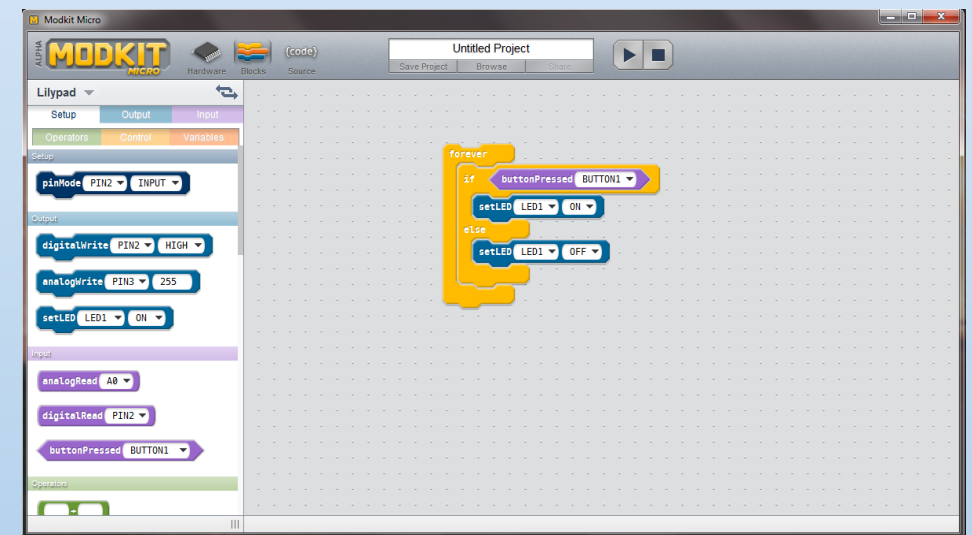 Modkit Micro
ALPHA MODKIT MICRO
Hardware Blocks {code} Source
Untitled Project
Save Project Browse Share
Lilypad
Setup Output Input
Operators Control Variables
Setup
pinMode PIN2 INPUT
Output
digitalWrite PIN2 HIGH
analogWrite PIN3 255
setLED LED1 ON
Input
analogRead A0
digitalRead PIN2
buttonPressed BUTTON1
Operators
+
forever
if buttonPressed BUTTON1
setLED LED1 ON
else
setLED LED1 OFF